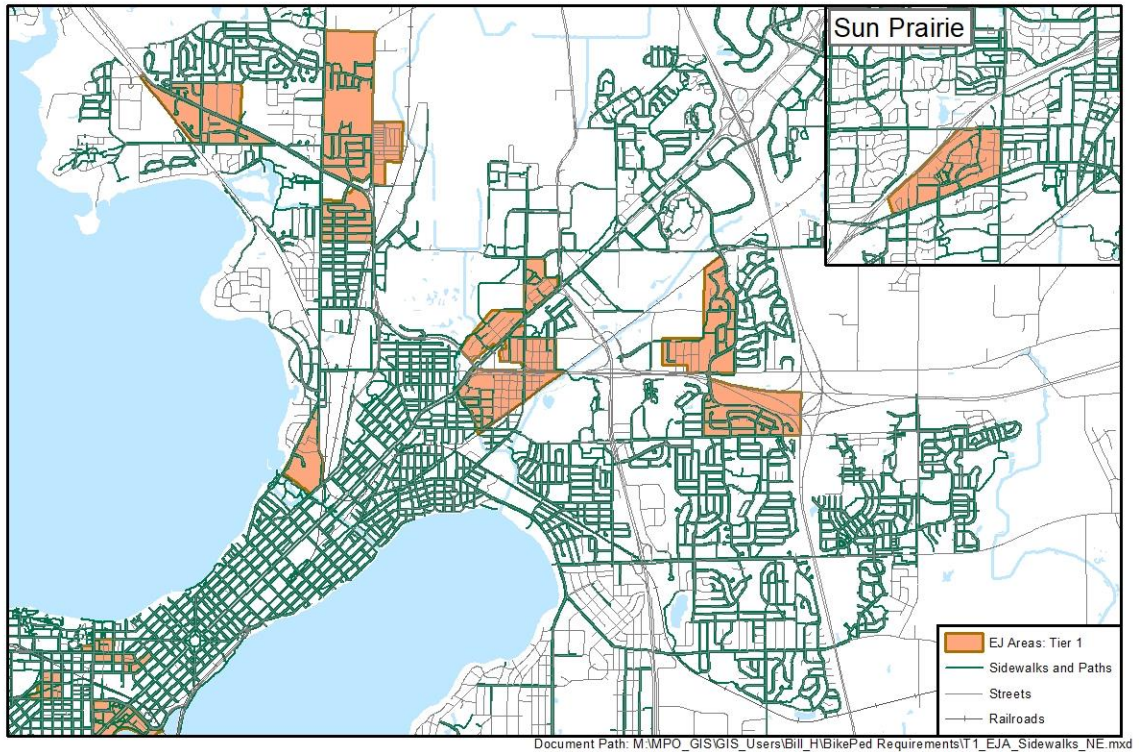 Sun Prairie
EJ Areas: Tier 1
Sidewalks and Paths
Streets
Railroads
Document Path: M:\MPO_GIS\GIS_Users\Bill_H\BikePed Requirements\T1_EJA_Sidewalks_NE.mxd